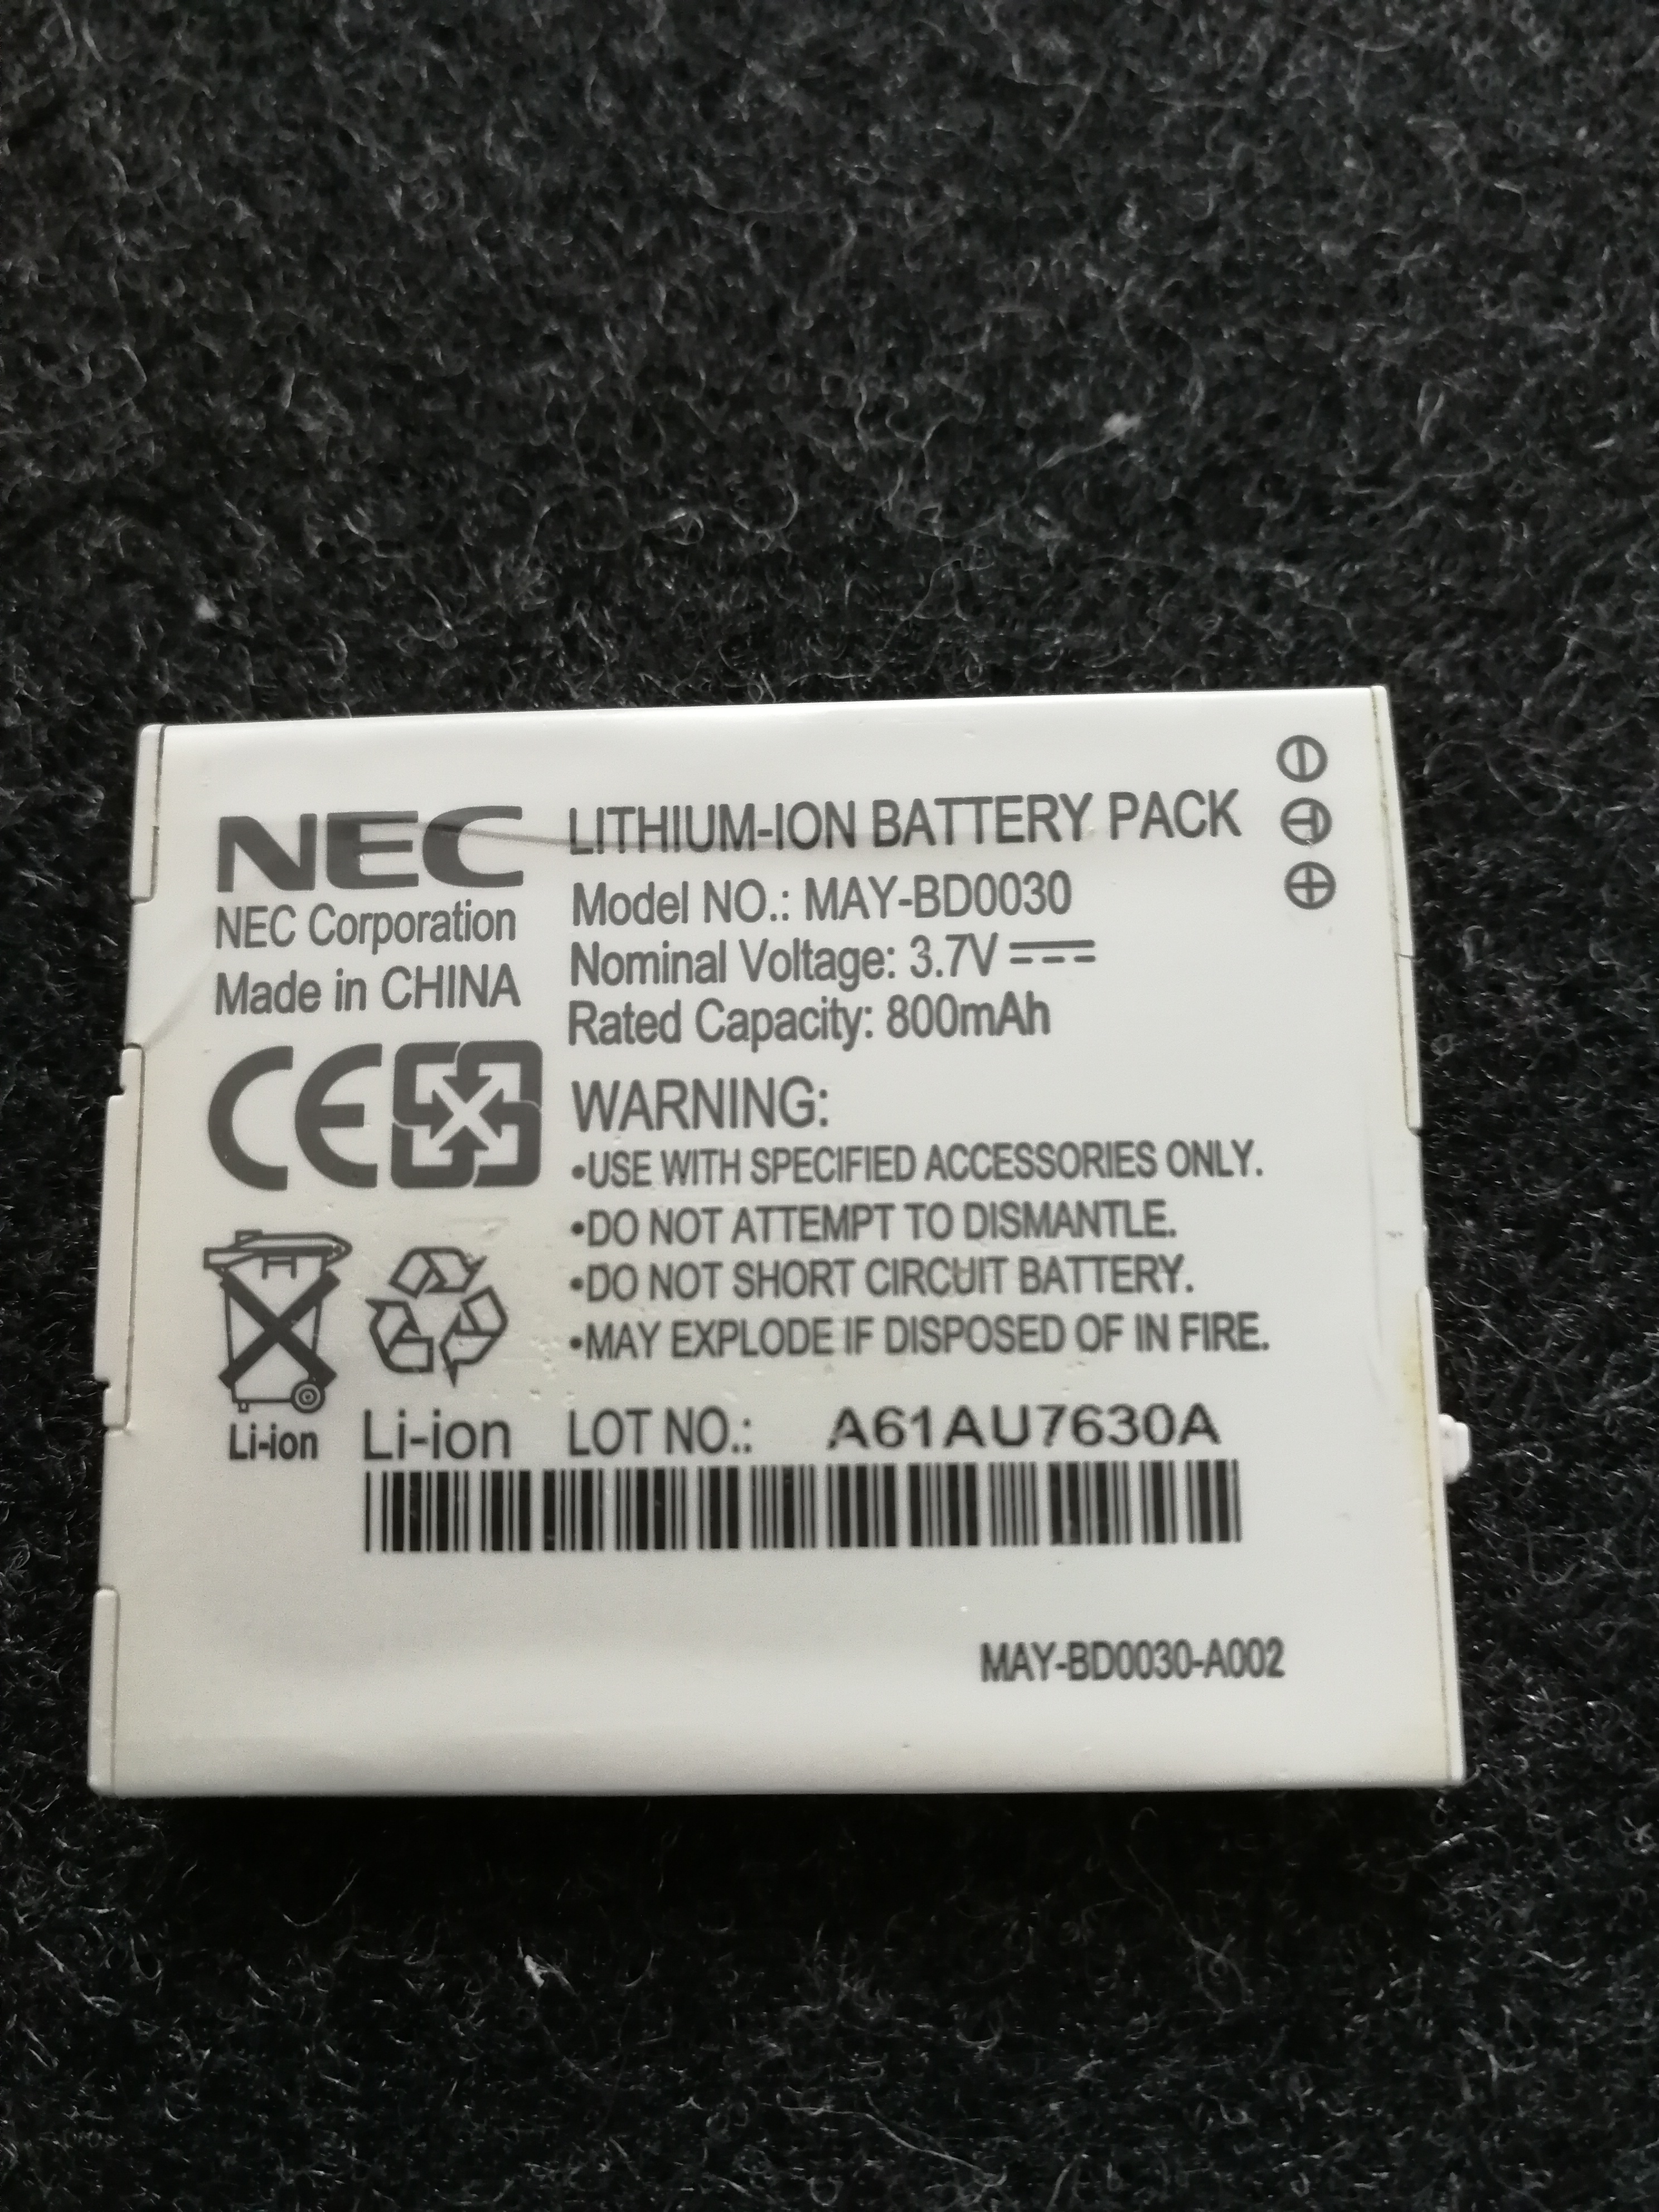 NEC
NEC Corporation
Made in CHINA
CE
Li-ion
Li-ion
LITHIUM-ION BATTERY PACK
Model NO.: MAY-BD0030
Nominal Voltage: 3.7V
Rated Capacity: 800mAh
WARNING:
•USE WITH SPECIFIED ACCESSORIES ONLY.
•DO NOT ATTEMPT TO DISMANTLE.
•DO NOT SHORT CIRCUIT BATTERY.
•MAY EXPLODE IF DISPOSED OF IN FIRE.
LOT NO.: A61AU7630A
MAY-BD0030-A002